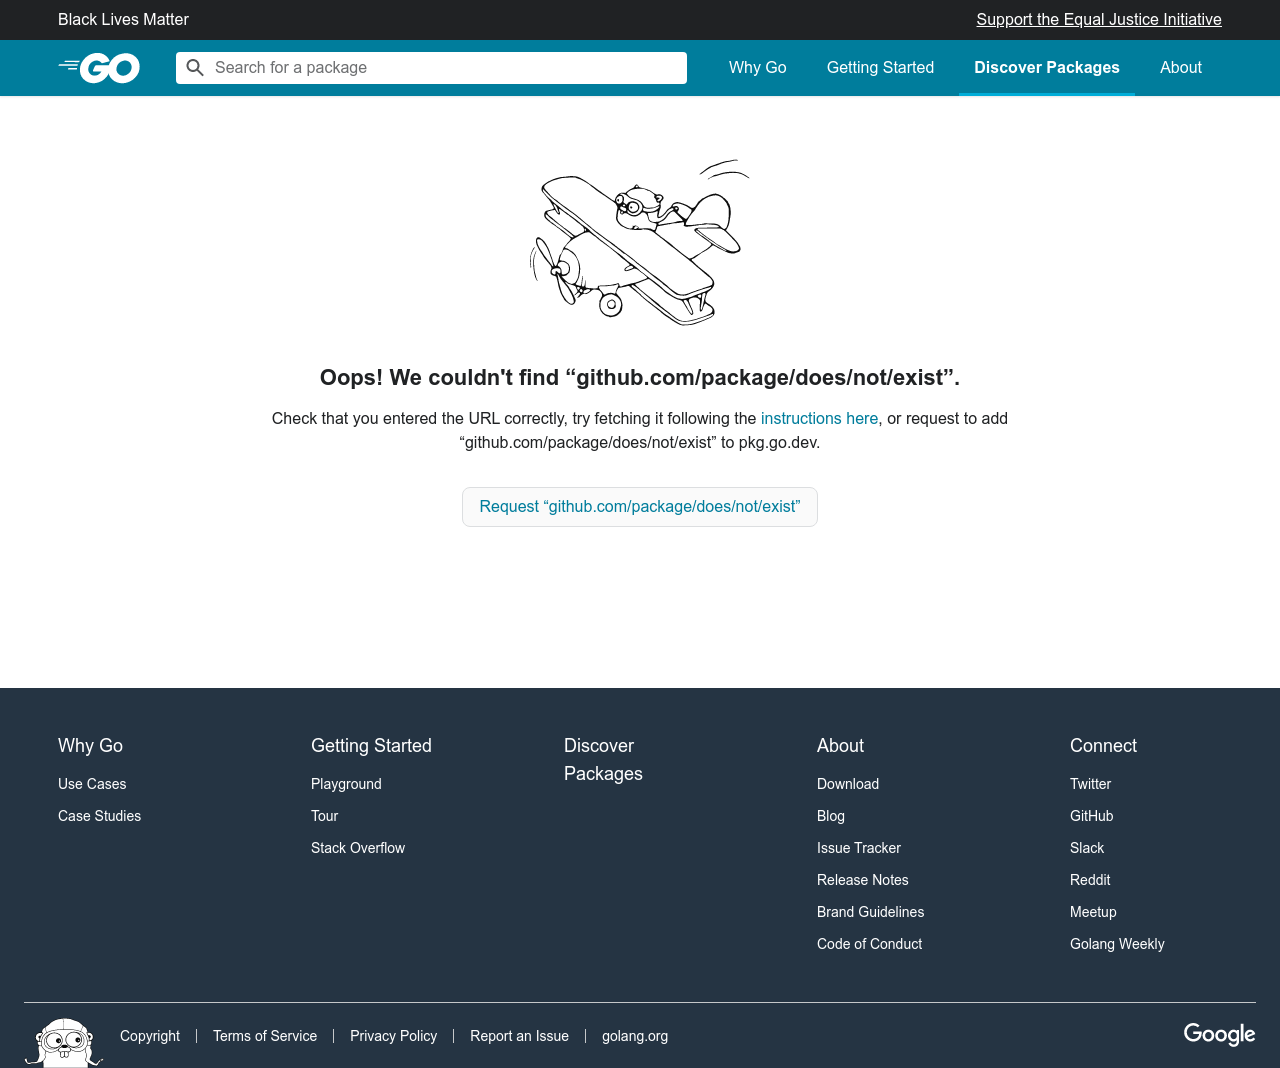 Black Lives Matter
Support the Equal Justice Initiative
GO
Search for a package
Why Go
Getting Started
Discover Packages
About
Oops! We couldn't find “github.com/package/does/not/exist”.
Check that you entered the URL correctly, try fetching it following the instructions here, or request to add
“github.com/package/does/not/exist” to pkg.go.dev.
Request “github.com/package/does/not/exist”
Why Go
Use Cases
Case Studies
Getting Started
Playground
Tour
Stack Overflow
Discover
Packages
About
Download
Blog
Issue Tracker
Release Notes
Brand Guidelines
Code of Conduct
Connect
Twitter
GitHub
Slack
Reddit
Meetup
Golang Weekly
Copyright
Terms of Service
Privacy Policy
Report an Issue
golang.org
Google